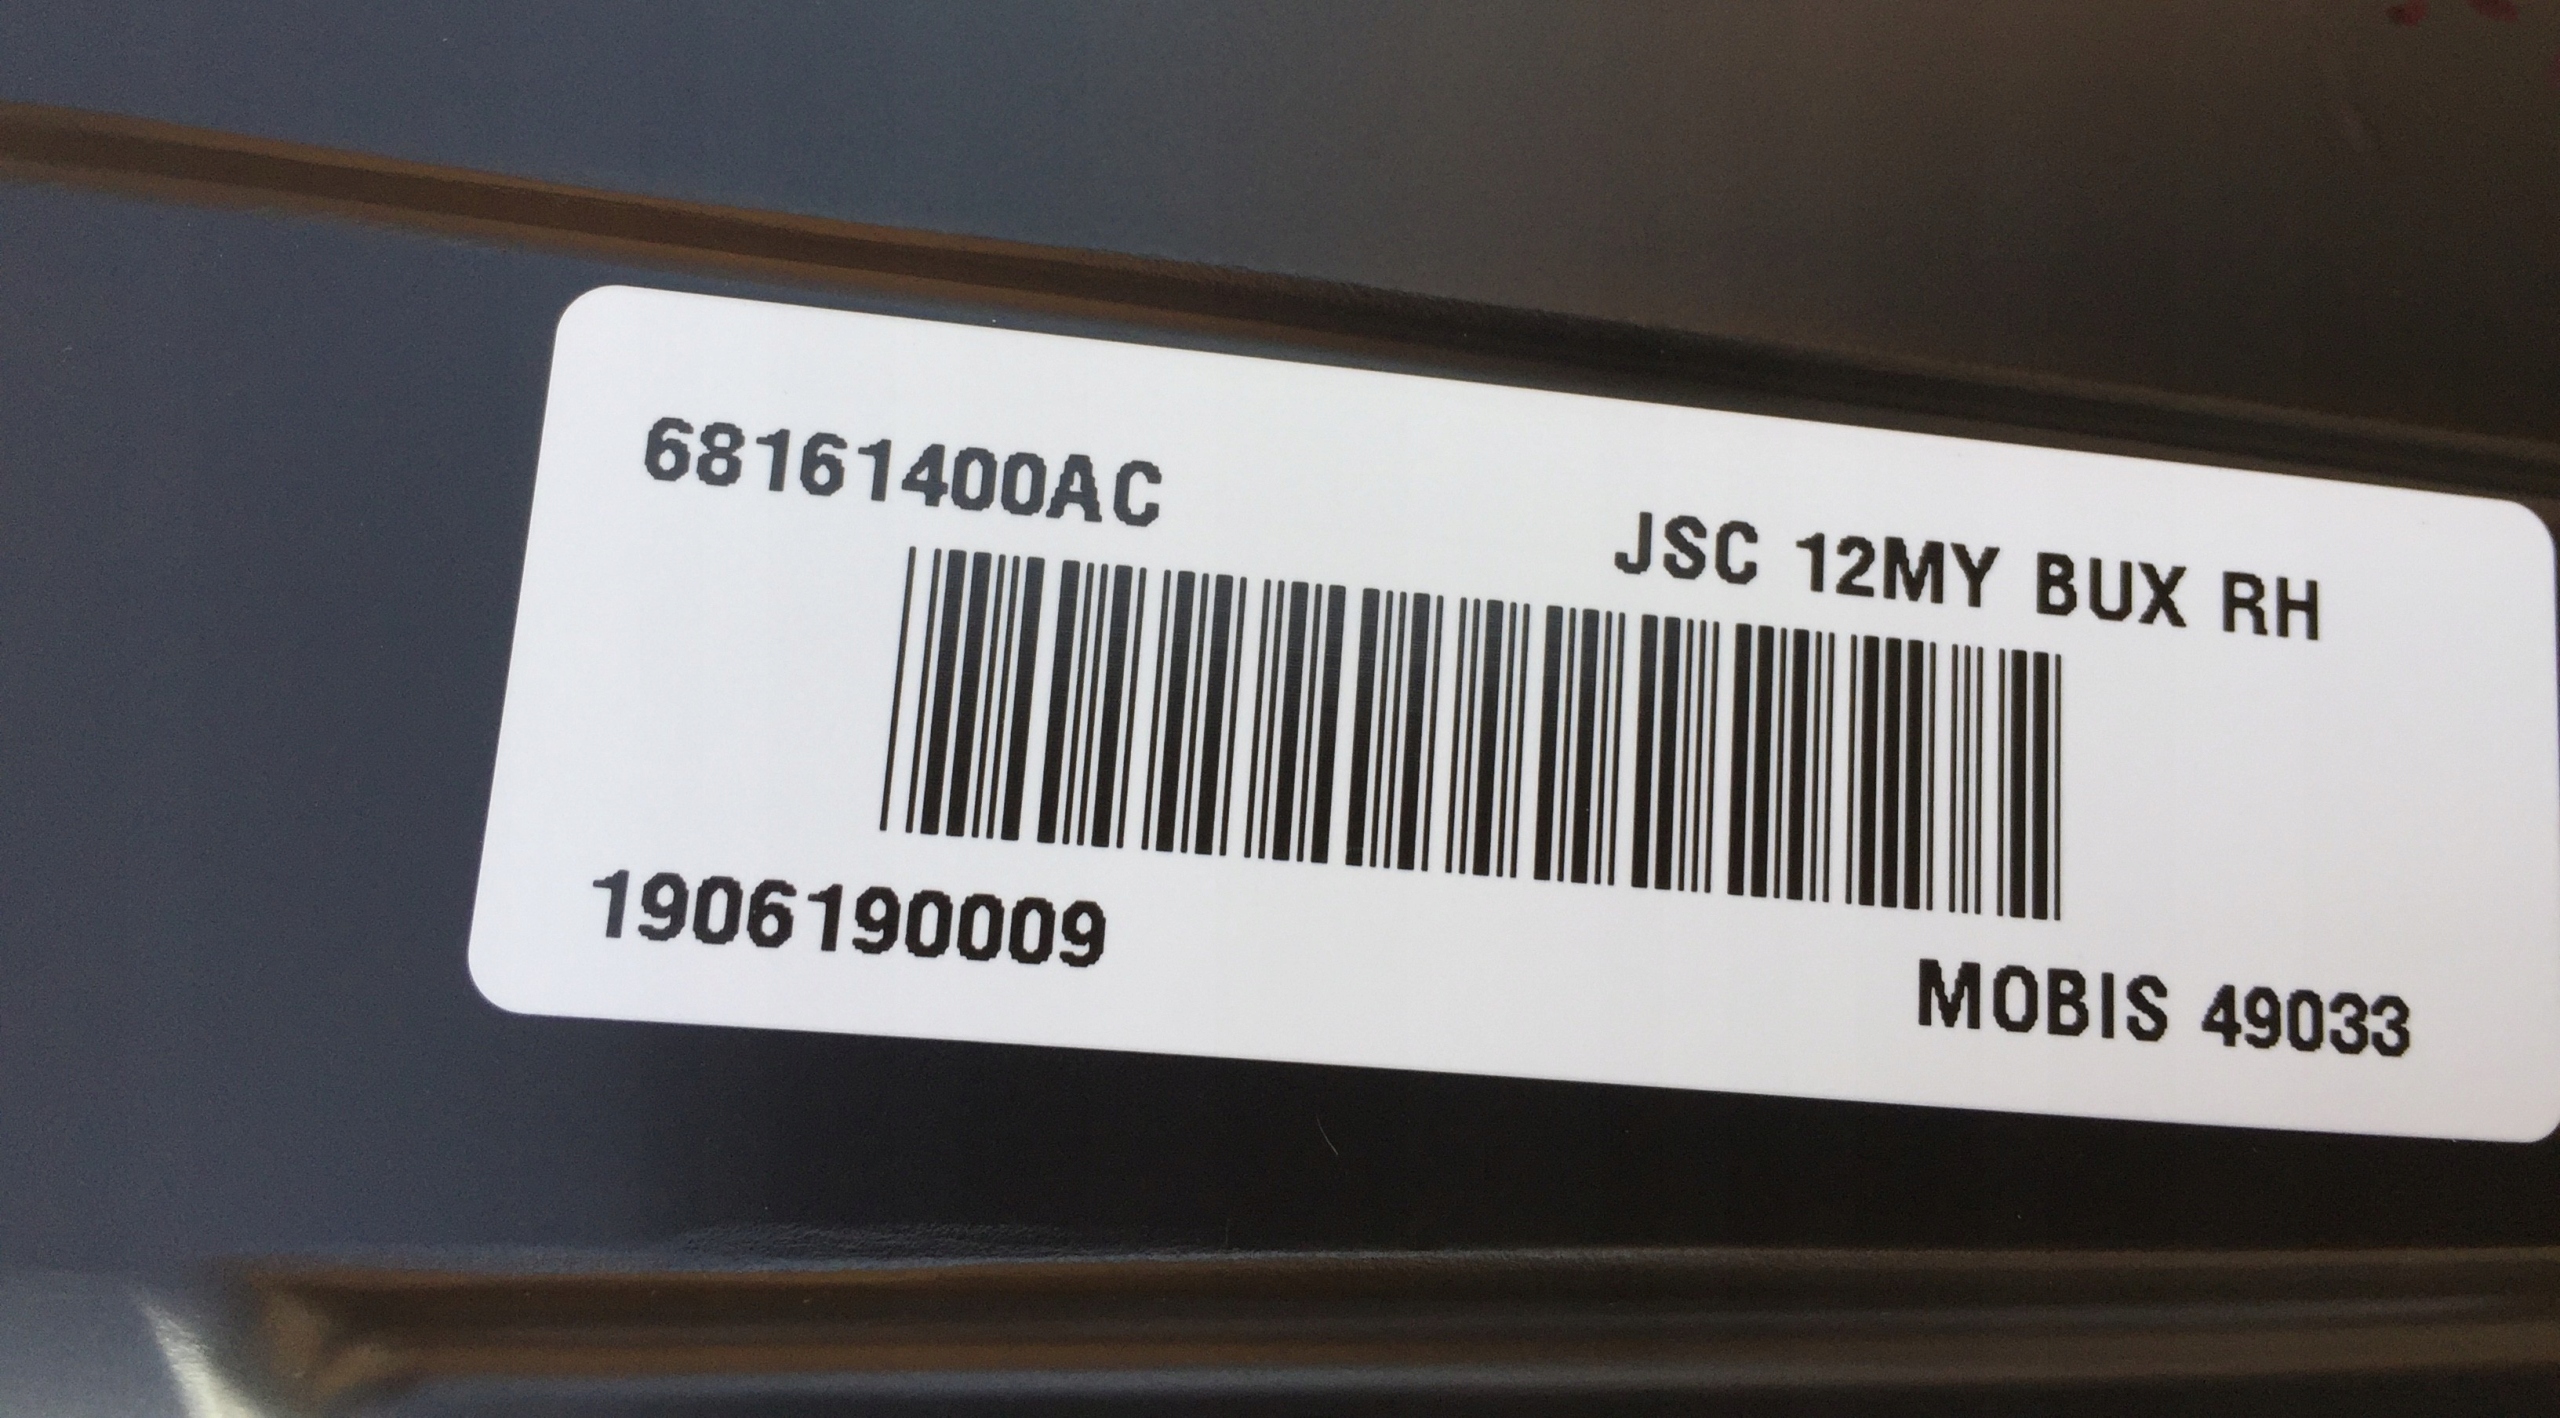 68161400AC
JSC 12MY BUX RH
1906190009
MOBIS 49033